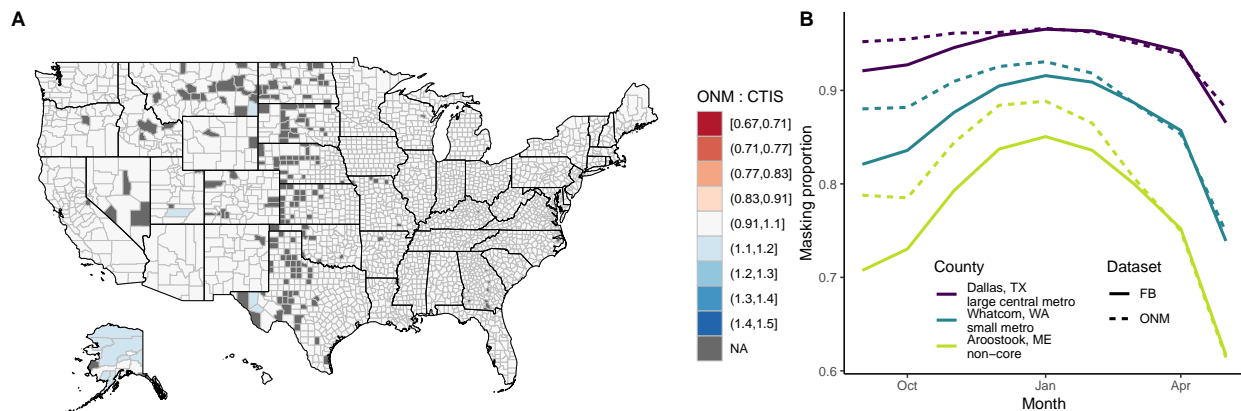 A
ONM : CTIS
[0.67,0.71]
(0.71,0.77]
(0.77,0.83]
(0.83,0.91]
(0.91,1.1]
(1.1,1.2]
(1.2,1.3]
(1.3,1.4]
(1.4,1.5]
NA
B
Masking proportion
0.9
0.8
0.7
0.6
Oct
Jan
Apr
Month
County
Dallas, TX
large central metro
Whatcom, WA
small metro
Aroostook, ME
non−core
Dataset
FB
ONM